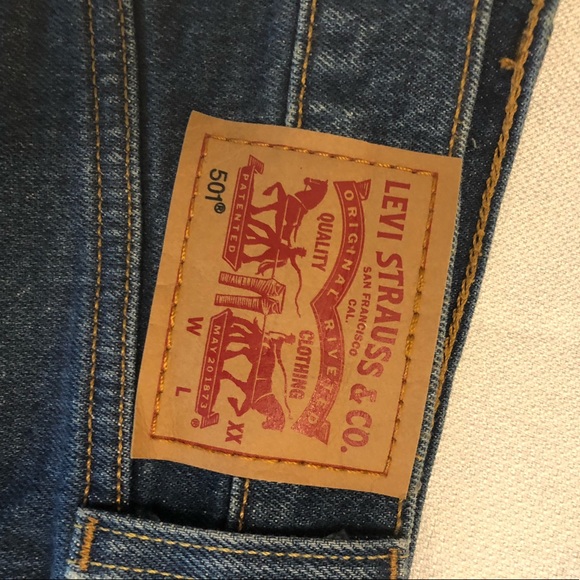 LEVI STRAUSS & CO.
SAN FRANCISCO
CAL.
ORIGINAL RIVETED
QUALITY CLOTHING
PATENTED MAY 20 1873
501® XX
W L ®